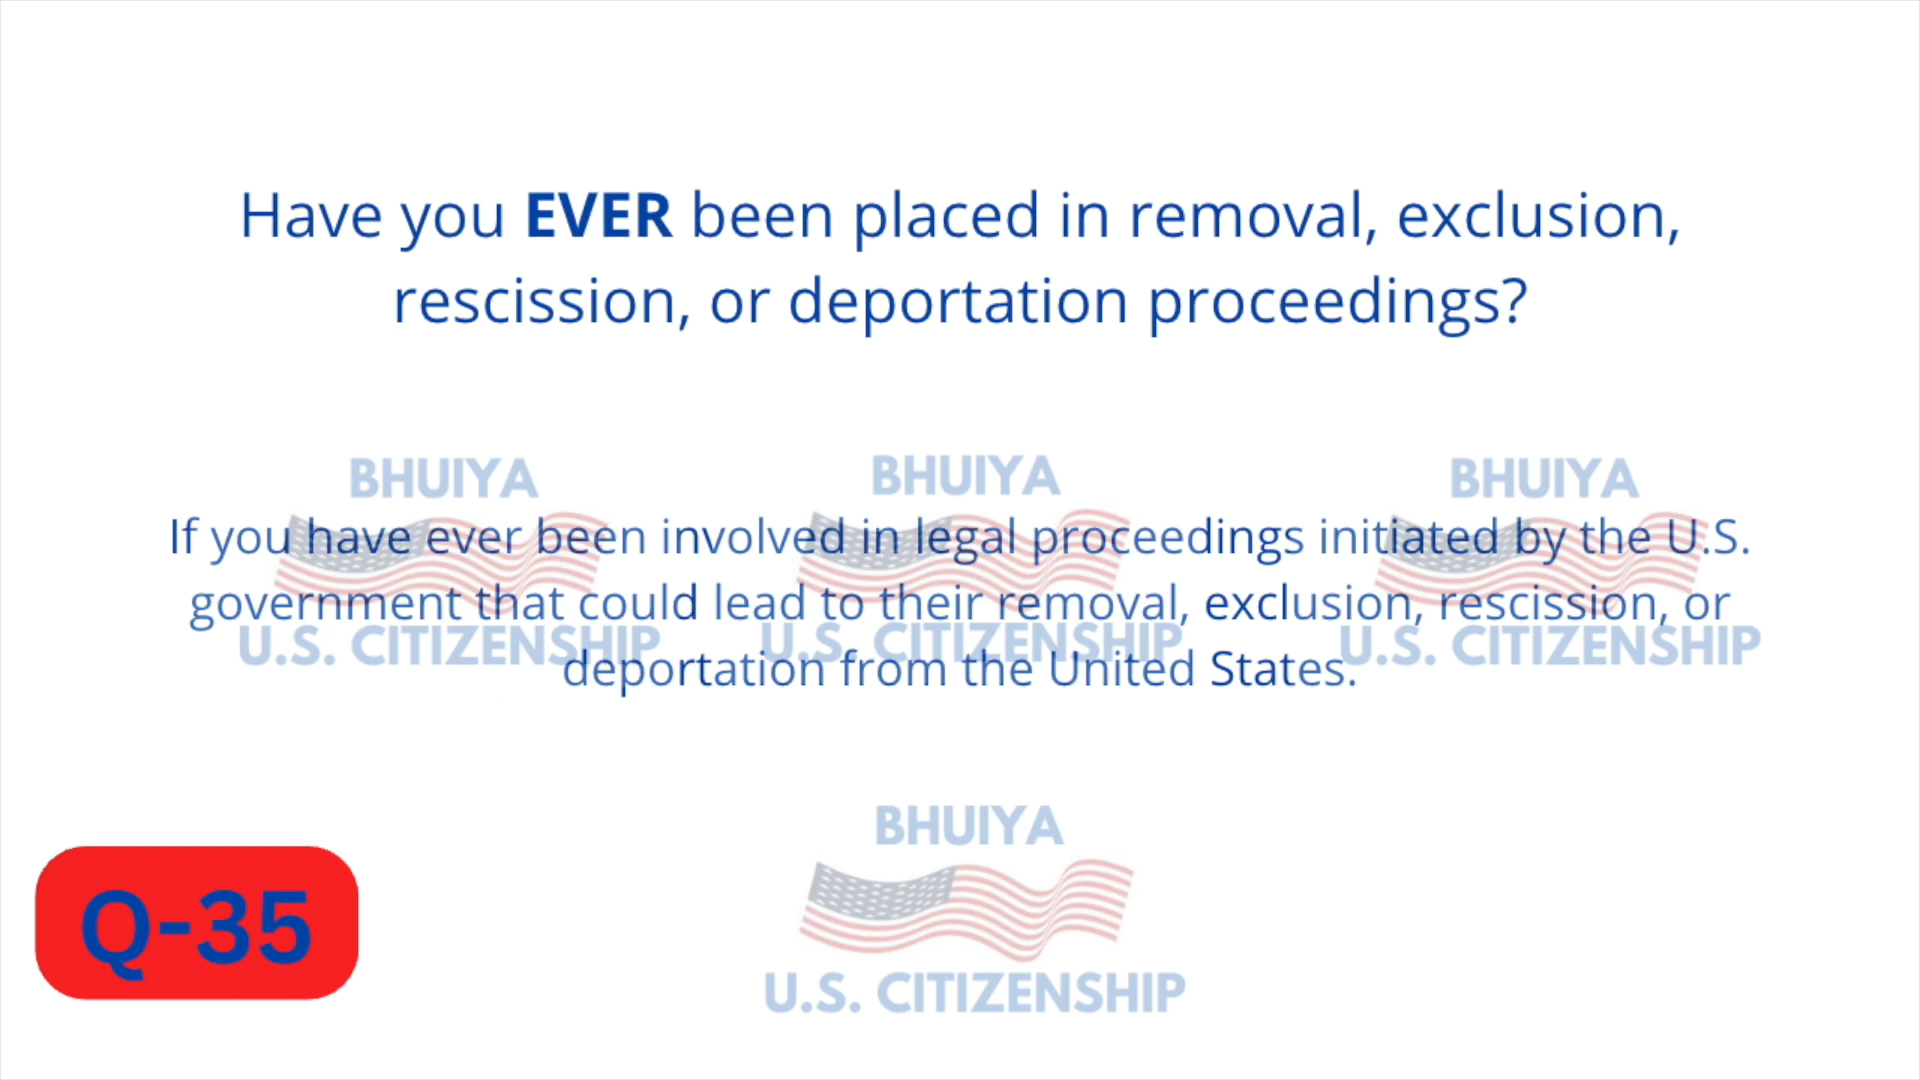 Have you EVER been placed in removal, exclusion,
rescission, or deportation proceedings?
BHUIYA
BHUIYA
BHUIYA
If you have ever been involved in legal proceedings initiated by the U.S.
government that could lead to their removal, exclusion, rescission, or
U.S. CITIZENSHIP
U.S. CITIZENSHIP
U.S. CITIZENSHIP
deportation from the United States.
BHUIYA
Q-35
U.S. CITIZENSHIP